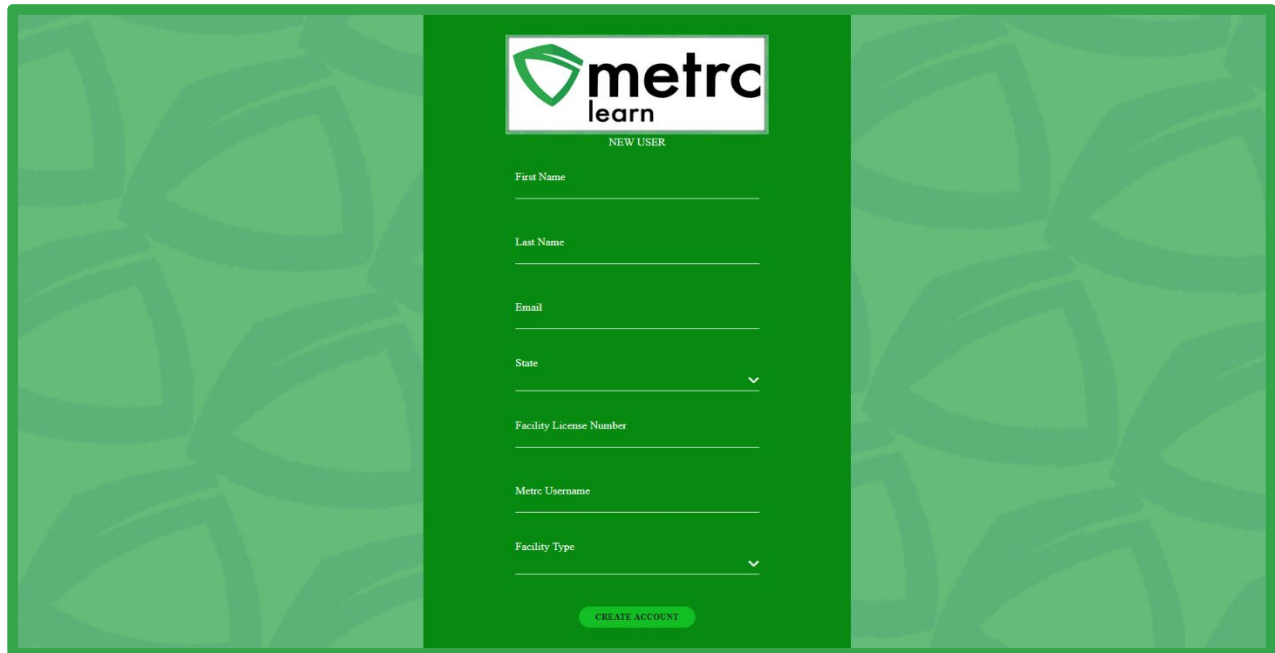 metrc
learn
NEW USER
First Name
Last Name
Email
State
Facility License Number
Metrc Username
Facility Type
CREATE ACCOUNT